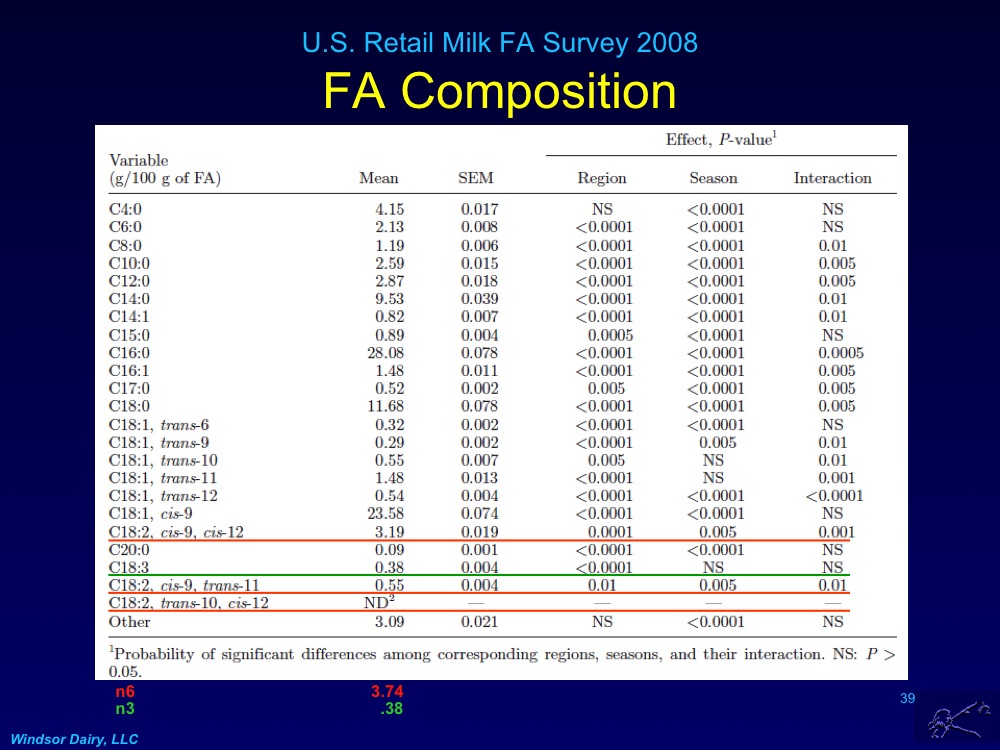 U.S. Retail Milk FA Survey 2008
FA Composition
Effect, P-value¹
Variable
(g/100 g of FA) Mean SEM Region Season Interaction
C4:0 4.15 0.017 NS <0.0001 NS
C6:0 2.13 0.008 <0.0001 <0.0001 NS
C8:0 1.19 0.006 <0.0001 <0.0001 0.01
C10:0 2.59 0.015 <0.0001 <0.0001 0.005
C12:0 2.87 0.018 <0.0001 <0.0001 0.005
C14:0 9.53 0.039 <0.0001 <0.0001 0.01
C14:1 0.82 0.007 <0.0001 <0.0001 0.01
C15:0 0.89 0.004 0.0005 <0.0001 NS
C16:0 28.08 0.078 <0.0001 <0.0001 0.0005
C16:1 1.48 0.011 <0.0001 <0.0001 0.005
C17:0 0.52 0.002 0.005 <0.0001 0.005
C18:0 11.68 0.078 <0.0001 <0.0001 0.005
C18:1, trans-6 0.32 0.002 <0.0001 <0.0001 NS
C18:1, trans-9 0.29 0.002 <0.0001 0.005 0.01
C18:1, trans-10 0.55 0.007 0.005 NS 0.01
C18:1, trans-11 1.48 0.013 <0.0001 NS 0.001
C18:1, trans-12 0.54 0.004 <0.0001 <0.0001 <0.0001
C18:1, cis-9 23.58 0.074 <0.0001 <0.0001 NS
C18:2, cis-9, cis-12 3.19 0.019 0.0001 0.005 0.001
C20:0 0.09 0.001 <0.0001 <0.0001 NS
C18:3 0.38 0.004 <0.0001 NS NS
C18:2, cis-9, trans-11 0.55 0.004 0.01 0.005 0.01
C18:2, trans-10, cis-12 ND² — — — —
Other 3.09 0.021 NS <0.0001 NS
¹Probability of significant differences among corresponding regions, seasons, and their interaction. NS: P >
0.05.
n6 3.74
n3 .38
39
Windsor Dairy, LLC